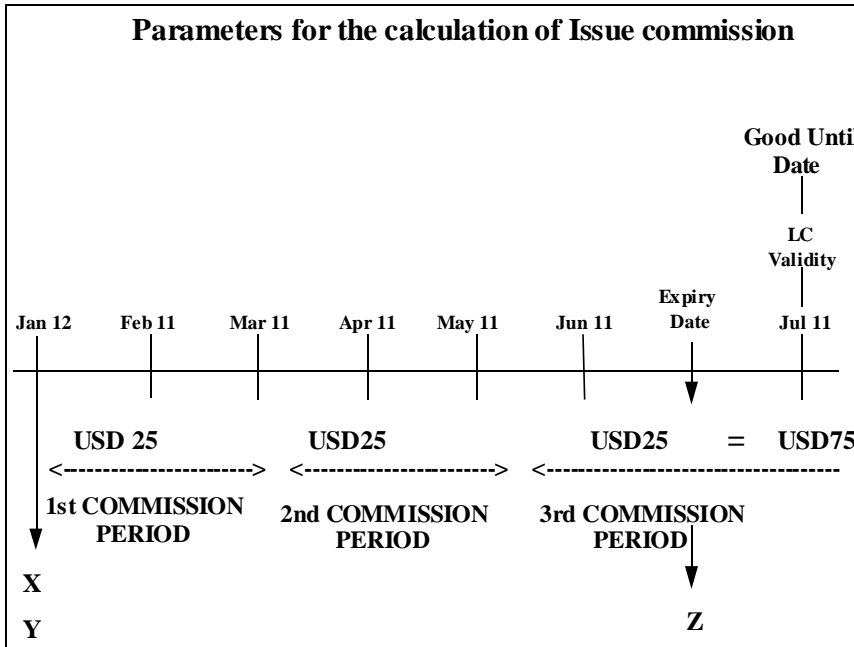 Parameters for the calculation of Issue commission
Good Until
Date
LC
Validity
Jan 12 Feb 11 Mar 11 Apr 11 May 11 Jun 11 Expiry Date Jul 11
USD 25 USD25 USD25 = USD75
1st COMMISSION
PERIOD
2nd COMMISSION
PERIOD
3rd COMMISSION
PERIOD
X
Y
Z